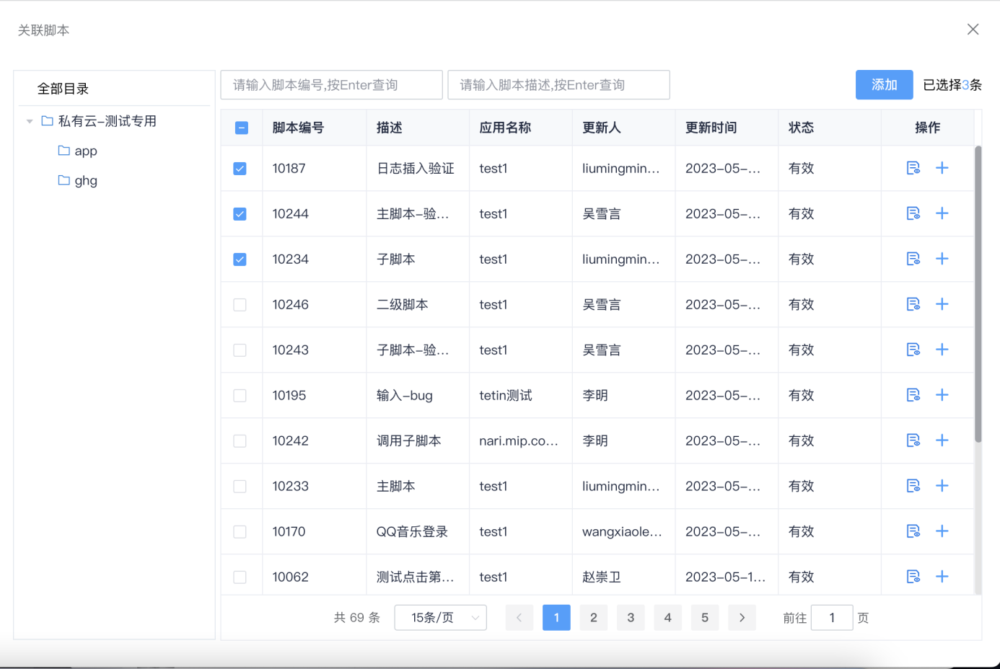 关联脚本
全部目录
私有云-测试专用
app
ghg
请输入脚本编号,按Enter查询 请输入脚本描述,按Enter查询 添加 已选择3条
脚本编号 描述 应用名称 更新人 更新时间 状态 操作
10187 日志插入验证 test1 liumingmin... 2023-05-... 有效
10244 主脚本-验... test1 吴雪言 2023-05-... 有效
10234 子脚本 test1 liumingmin... 2023-05-... 有效
10246 二级脚本 test1 吴雪言 2023-05-... 有效
10243 子脚本-验... test1 吴雪言 2023-05-... 有效
10195 输入-bug tetin测试 李明 2023-05-... 有效
10242 调用子脚本 nari.mip.co... 李明 2023-05-... 有效
10233 主脚本 test1 liumingmin... 2023-05-... 有效
10170 QQ音乐登录 test1 wangxiaole... 2023-05-... 有效
10062 测试点击第... test1 赵崇卫 2023-05-1... 有效
共 69 条 15条/页 1 2 3 4 5 前往 1 页